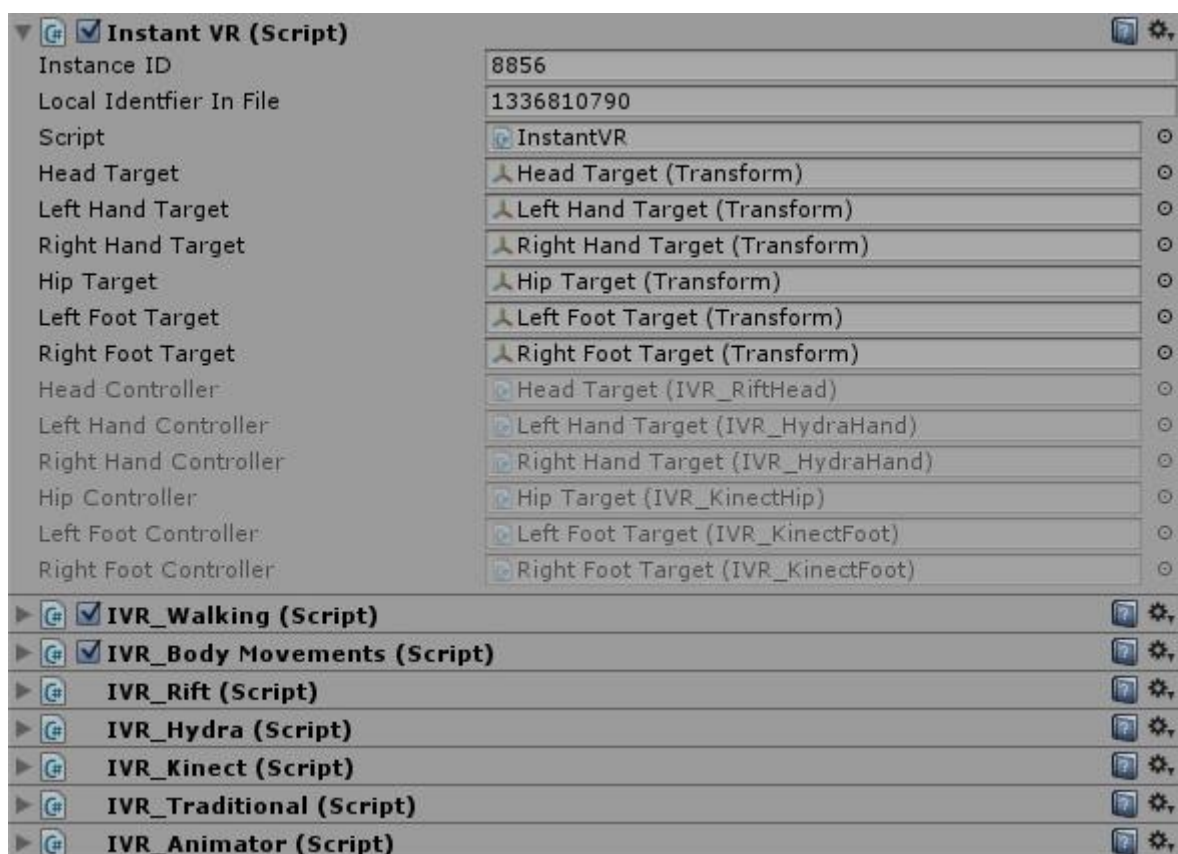 Instant VR (Script)
Instance ID 8856
Local Identfier In File 1336810790
Script InstantVR
Head Target Head Target (Transform)
Left Hand Target Left Hand Target (Transform)
Right Hand Target Right Hand Target (Transform)
Hip Target Hip Target (Transform)
Left Foot Target Left Foot Target (Transform)
Right Foot Target Right Foot Target (Transform)
Head Controller Head Target (IVR_RiftHead)
Left Hand Controller Left Hand Target (IVR_HydraHand)
Right Hand Controller Right Hand Target (IVR_HydraHand)
Hip Controller Hip Target (IVR_KinectHip)
Left Foot Controller Left Foot Target (IVR_KinectFoot)
Right Foot Controller Right Foot Target (IVR_KinectFoot)
IVR_Walking (Script)
IVR_Body Movements (Script)
IVR_Rift (Script)
IVR_Hydra (Script)
IVR_Kinect (Script)
IVR_Traditional (Script)
IVR_Animator (Script)